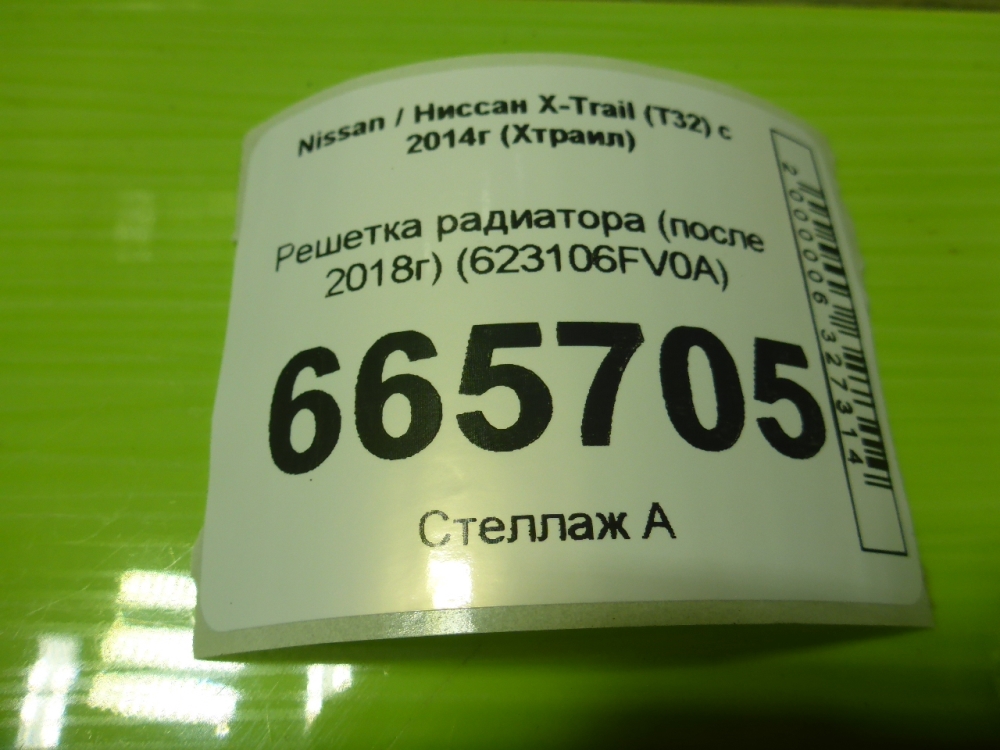 Nissan / Ниссан X-Trail (T32) с
2014г (Хтраил)
Решетка радиатора (после
2018г) (623106FV0A)
665705
Стеллаж А
2000006327314